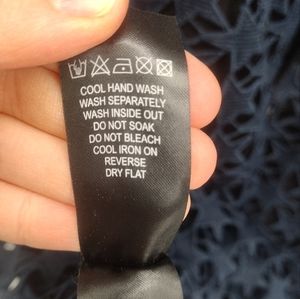 COOL HAND WASH
WASH SEPARATELY
WASH INSIDE OUT
DO NOT SOAK
DO NOT BLEACH
COOL IRON ON
REVERSE
DRY FLAT